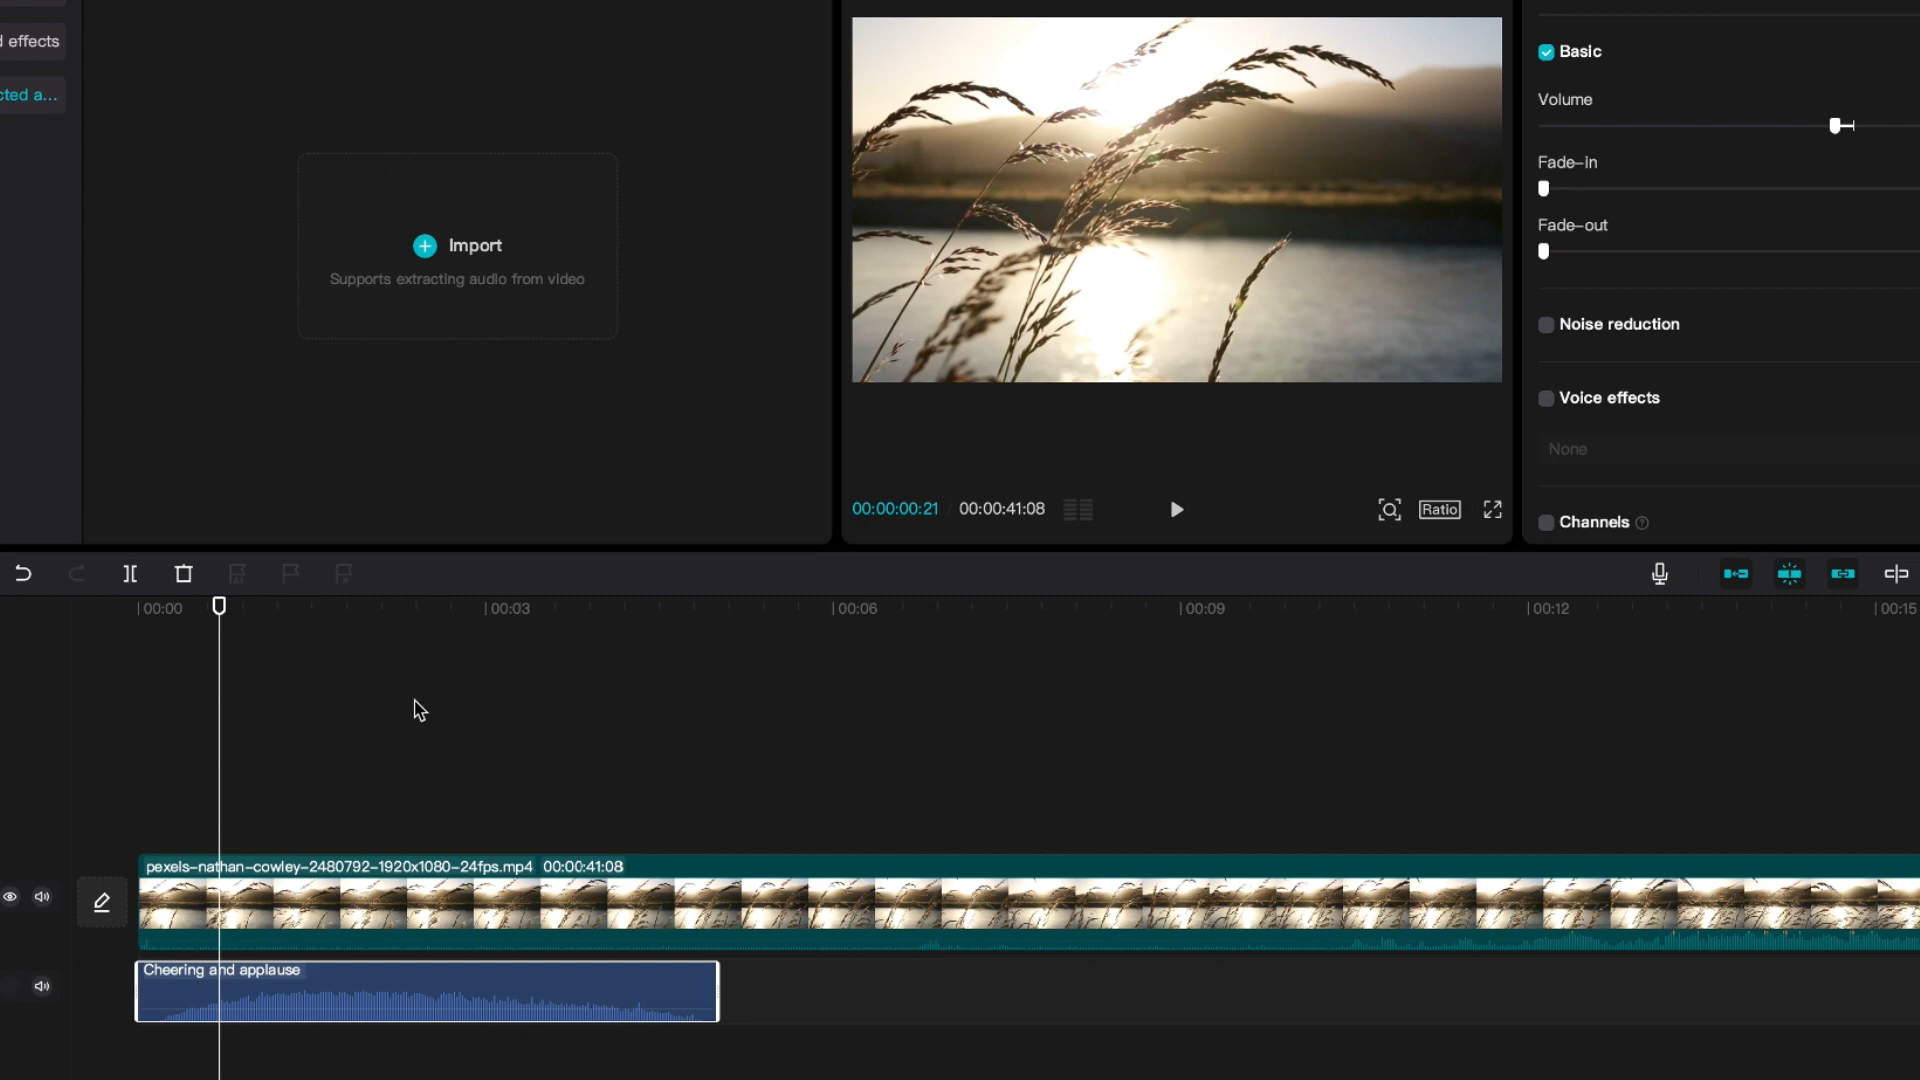 d effects
cted a...
Import
Supports extracting audio from video
00:00:00:21
00:00:41:08
Ratio
Basic
Volume
Fade-in
Fade-out
Noise reduction
Voice effects
None
Channels
00:00
00:03
00:06
00:09
00:12
00:15
pexels-nathan-cowley-2480792-1920x1080-24fps.mp4 00:00:41:08
Cheering and applause